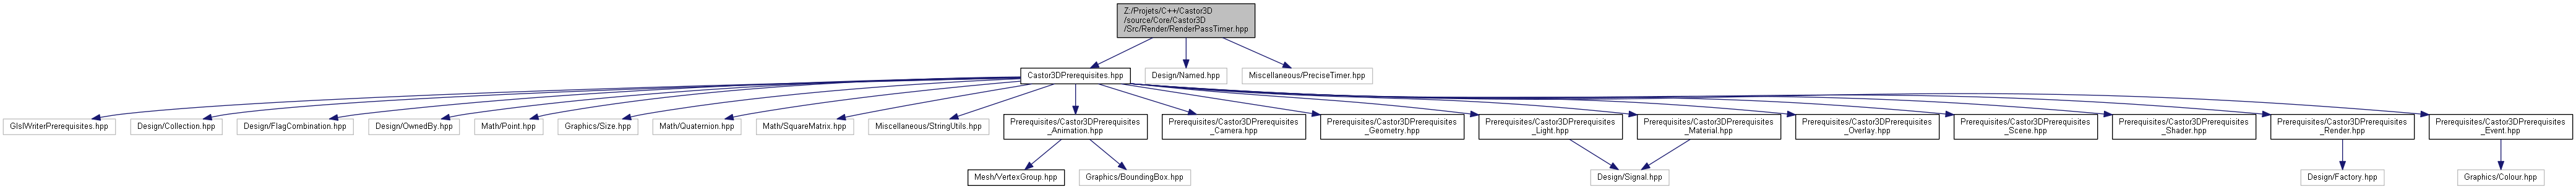 Z:/Projets/C++/Castor3D
/source/Core/Castor3D
/Src/Render/RenderPassTimer.hpp
Castor3DPrerequisites.hpp
Design/Named.hpp
Miscellaneous/PreciseTimer.hpp
GlslWriterPrerequisites.hpp
Design/Collection.hpp
Design/FlagCombination.hpp
Design/OwnedBy.hpp
Math/Point.hpp
Graphics/Size.hpp
Math/Quaternion.hpp
Math/SquareMatrix.hpp
Miscellaneous/StringUtils.hpp
Prerequisites/Castor3DPrerequisites
_Animation.hpp
Prerequisites/Castor3DPrerequisites
_Camera.hpp
Prerequisites/Castor3DPrerequisites
_Geometry.hpp
Prerequisites/Castor3DPrerequisites
_Light.hpp
Prerequisites/Castor3DPrerequisites
_Material.hpp
Prerequisites/Castor3DPrerequisites
_Overlay.hpp
Prerequisites/Castor3DPrerequisites
_Scene.hpp
Prerequisites/Castor3DPrerequisites
_Shader.hpp
Prerequisites/Castor3DPrerequisites
_Render.hpp
Prerequisites/Castor3DPrerequisites
_Event.hpp
Mesh/VertexGroup.hpp
Graphics/BoundingBox.hpp
Design/Signal.hpp
Design/Factory.hpp
Graphics/Colour.hpp